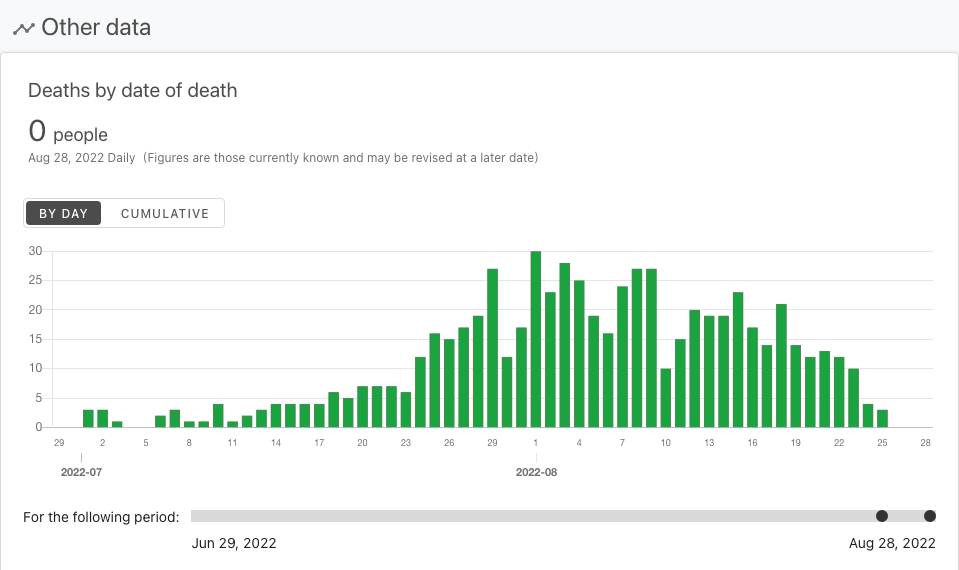 Other data
Deaths by date of death
0 people
Aug 28, 2022 Daily (Figures are those currently known and may be revised at a later date)
BY DAY CUMULATIVE
30
25
20
15
10
5
0
29 2 5 8 11 14 17 20 23 26 29 1 4 7 10 13 16 19 22 25 28
2022-07 2022-08
For the following period:
Jun 29, 2022 Aug 28, 2022